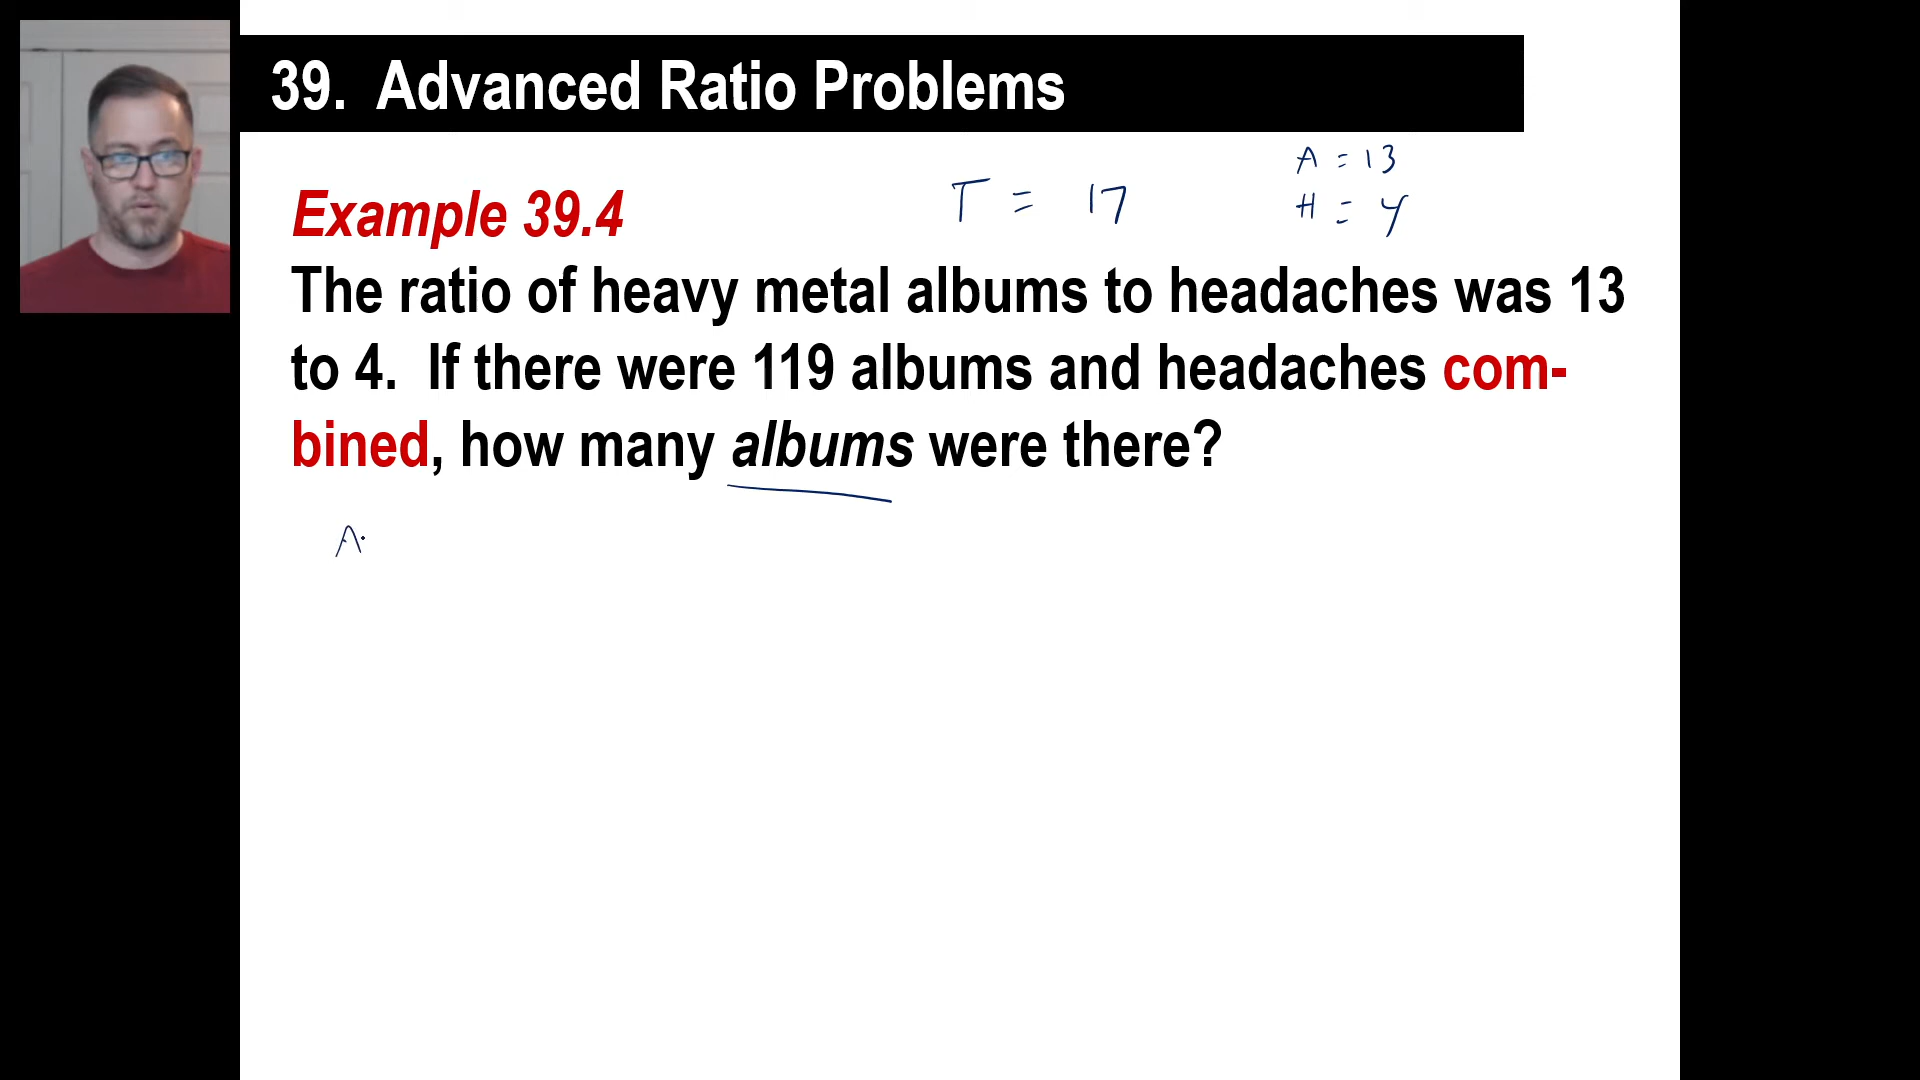 39. Advanced Ratio Problems
A = 13
T = 17
H = 4
Example 39.4
The ratio of heavy metal albums to headaches was 13
to 4. If there were 119 albums and headaches com-
bined, how many albums were there?
A